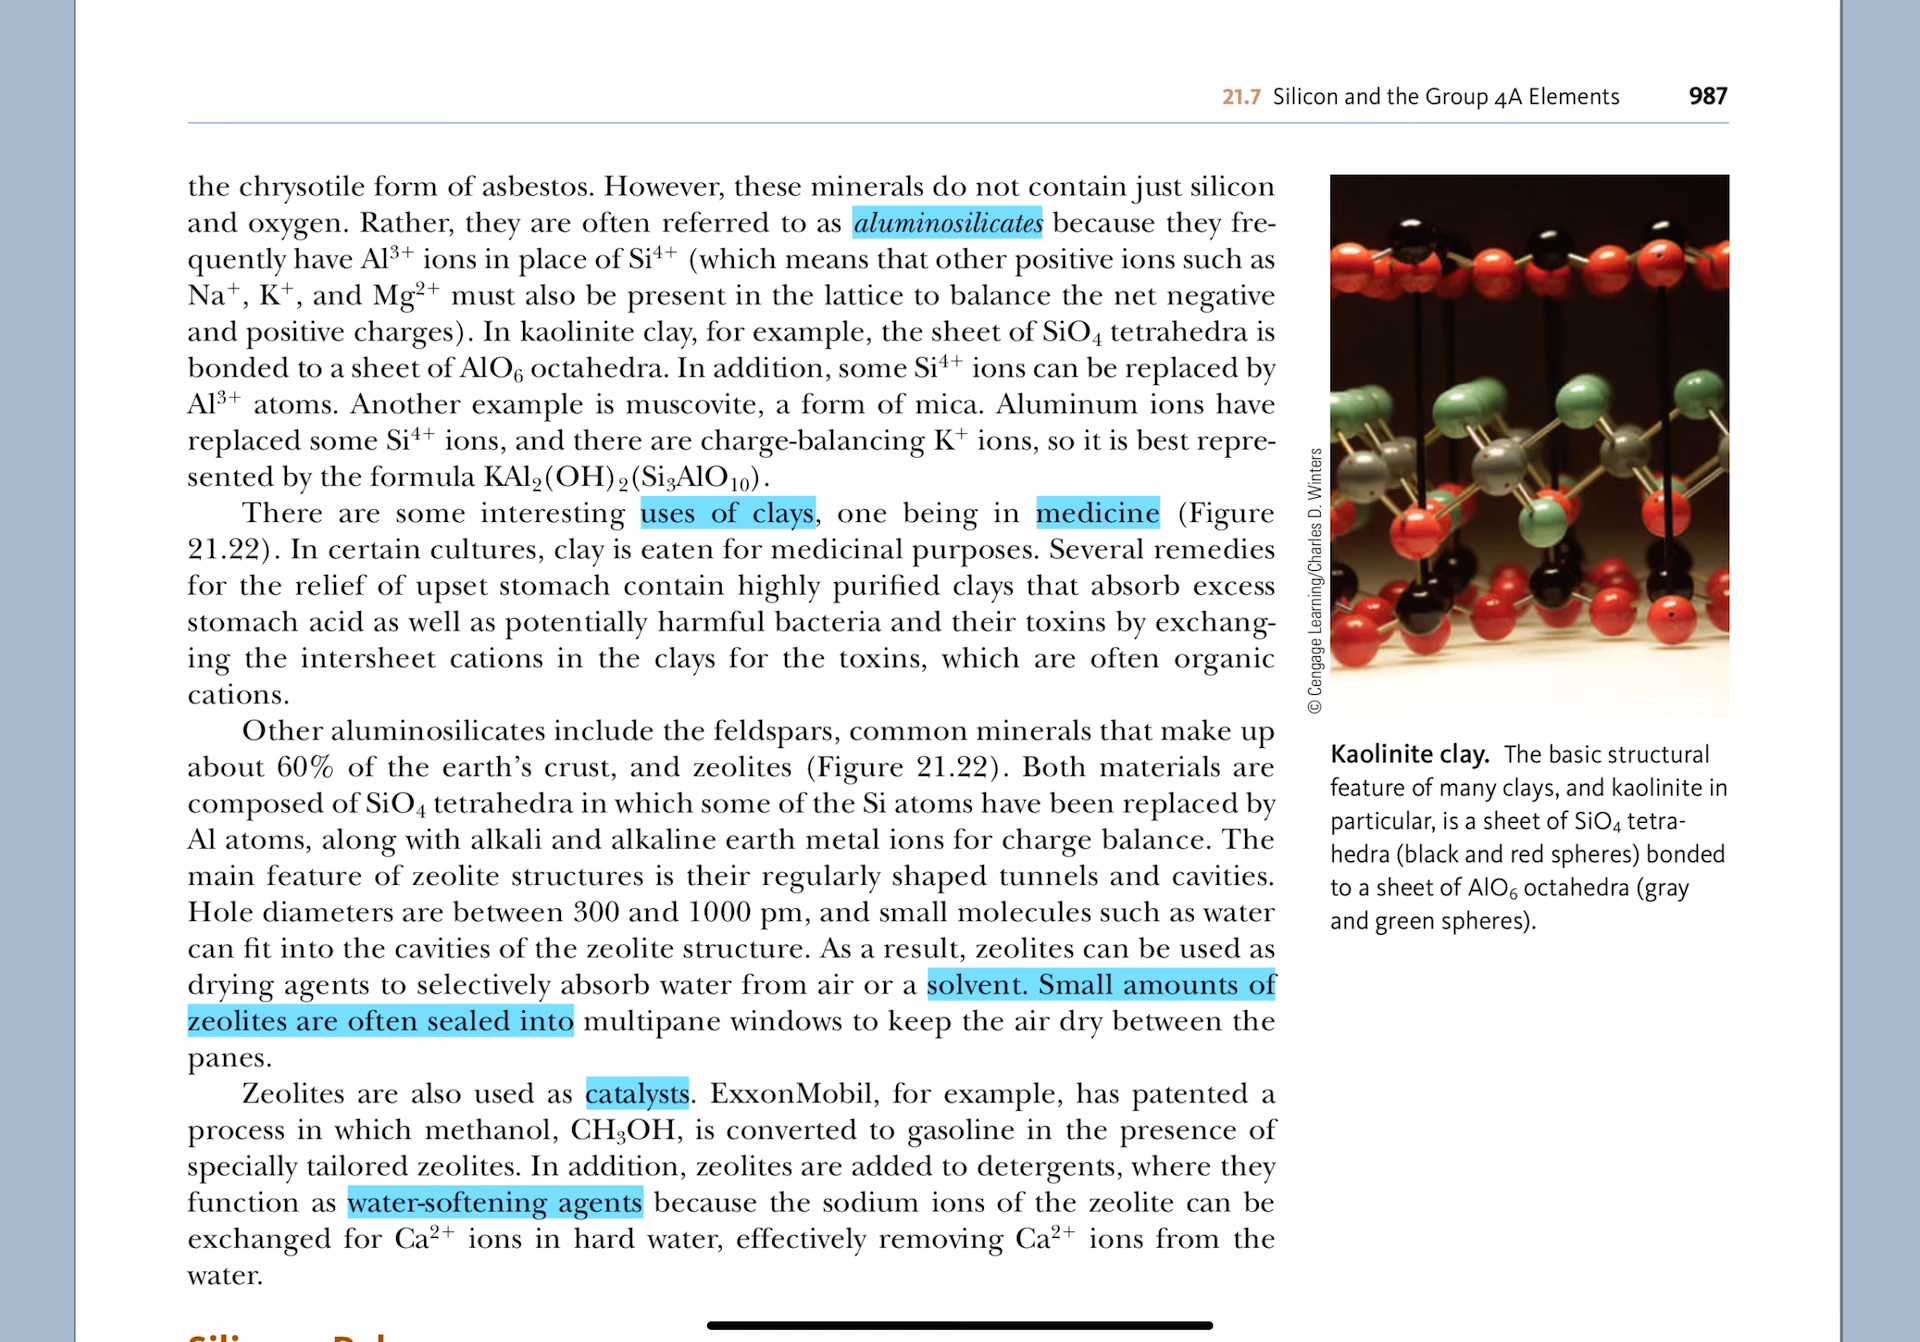 21.7 Silicon and the Group 4A Elements 987
the chrysotile form of asbestos. However, these minerals do not contain just silicon
and oxygen. Rather, they are often referred to as aluminosilicates because they fre-
quently have Al³⁺ ions in place of Si⁴⁺ (which means that other positive ions such as
Na⁺, K⁺, and Mg²⁺ must also be present in the lattice to balance the net negative
and positive charges). In kaolinite clay, for example, the sheet of SiO₄ tetrahedra is
bonded to a sheet of AlO₆ octahedra. In addition, some Si⁴⁺ ions can be replaced by
Al³⁺ atoms. Another example is muscovite, a form of mica. Aluminum ions have
replaced some Si⁴⁺ ions, and there are charge-balancing K⁺ ions, so it is best repre-
sented by the formula KAl₂(OH)₂(Si₃AlO₁₀).
There are some interesting uses of clays, one being in medicine (Figure
21.22). In certain cultures, clay is eaten for medicinal purposes. Several remedies
for the relief of upset stomach contain highly purified clays that absorb excess
stomach acid as well as potentially harmful bacteria and their toxins by exchang-
ing the intersheet cations in the clays for the toxins, which are often organic
cations.
Other aluminosilicates include the feldspars, common minerals that make up
about 60% of the earth's crust, and zeolites (Figure 21.22). Both materials are
composed of SiO₄ tetrahedra in which some of the Si atoms have been replaced by
Al atoms, along with alkali and alkaline earth metal ions for charge balance. The
main feature of zeolite structures is their regularly shaped tunnels and cavities.
Hole diameters are between 300 and 1000 pm, and small molecules such as water
can fit into the cavities of the zeolite structure. As a result, zeolites can be used as
drying agents to selectively absorb water from air or a solvent. Small amounts of
zeolites are often sealed into multipane windows to keep the air dry between the
panes.
Zeolites are also used as catalysts. ExxonMobil, for example, has patented a
process in which methanol, CH₃OH, is converted to gasoline in the presence of
specially tailored zeolites. In addition, zeolites are added to detergents, where they
function as water-softening agents because the sodium ions of the zeolite can be
exchanged for Ca²⁺ ions in hard water, effectively removing Ca²⁺ ions from the
water.
© Cengage Learning/Charles D. Winters
Kaolinite clay. The basic structural
feature of many clays, and kaolinite in
particular, is a sheet of SiO₄ tetra-
hedra (black and red spheres) bonded
to a sheet of AlO₆ octahedra (gray
and green spheres).